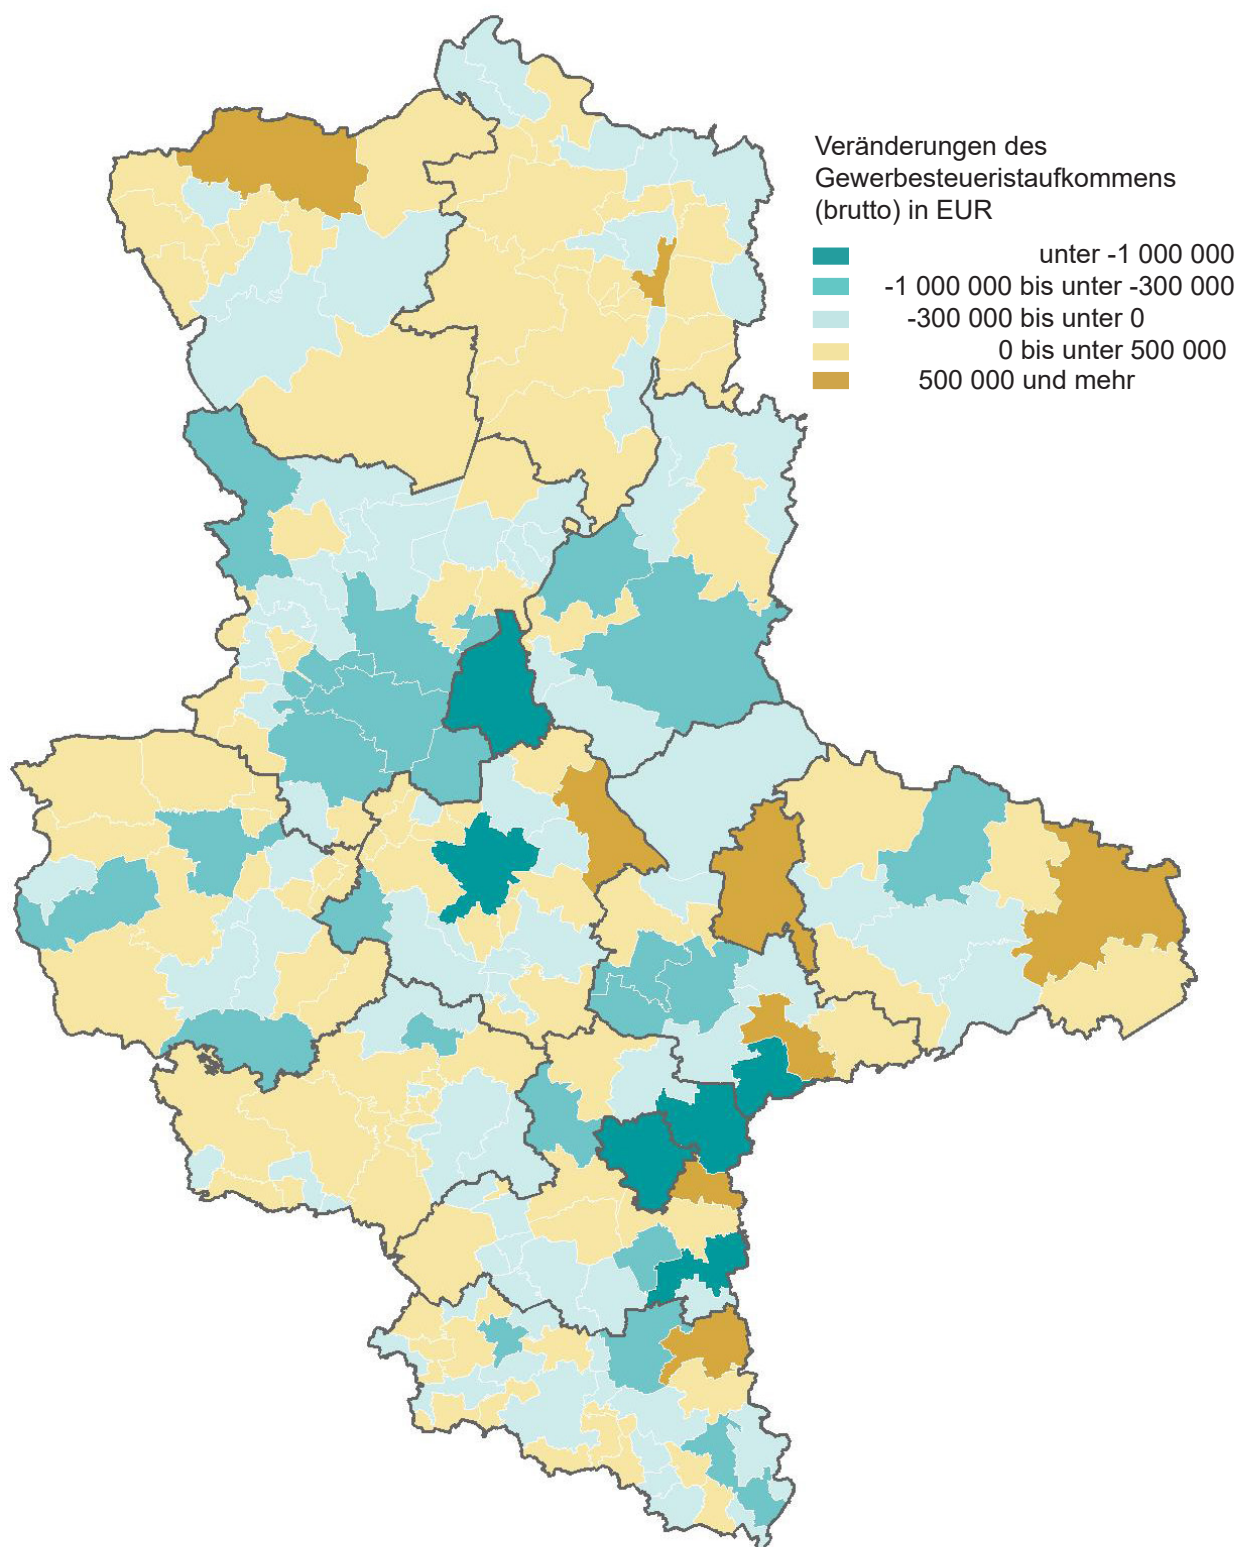 Veränderungen des
Gewerbesteueristaufkommens
(brutto) in EUR
unter -1 000 000
-1 000 000 bis unter -300 000
-300 000 bis unter 0
0 bis unter 500 000
500 000 und mehr